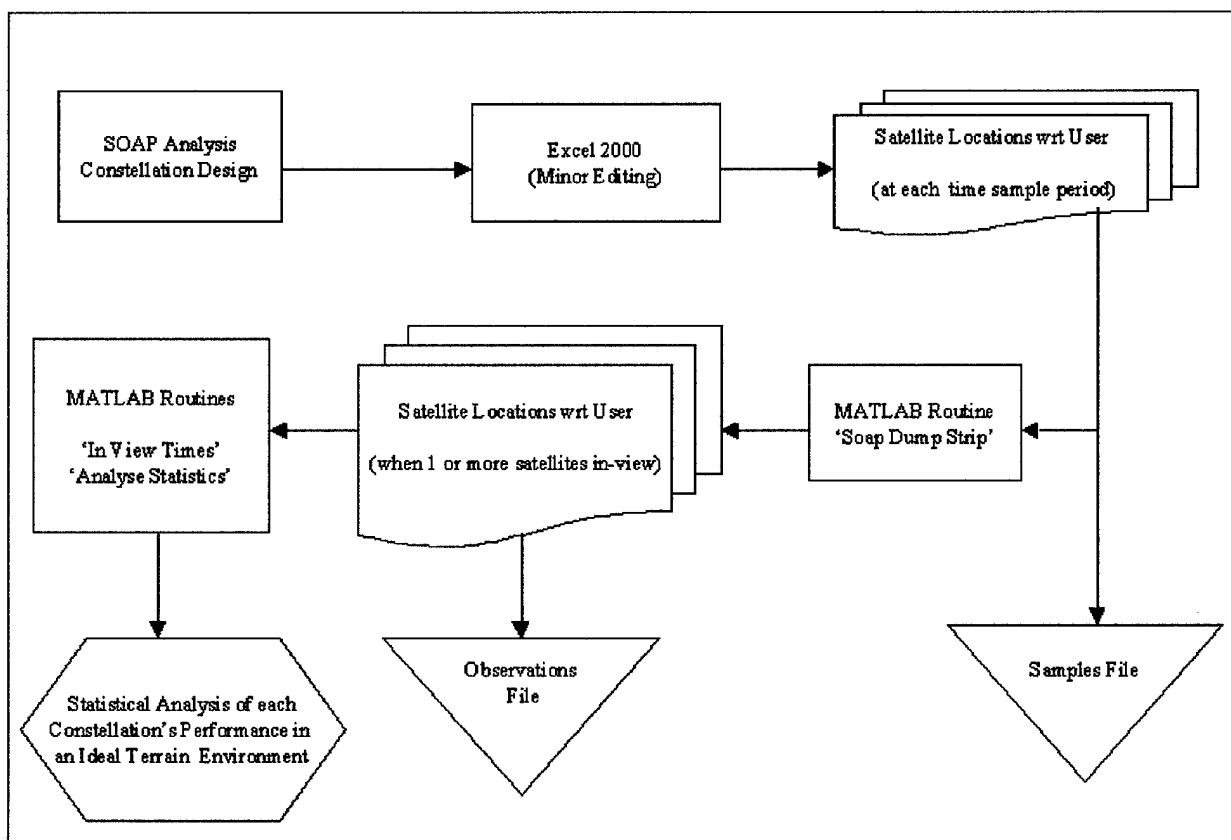 SOAP Analysis
Constellation Design
Excel 2000
(Minor Editing)
Satellite Locations wrt User
(at each time sample period)
MATLAB Routines
‘In View Times’
‘Analyse Statistics’
Satellite Locations wrt User
(when 1 or more satellites in-view)
MATLAB Routine
‘Soap Dump Strip’
Statistical Analysis of each
Constellation’s Performance in
an Ideal Terrain Environment
Observations
File
Samples File